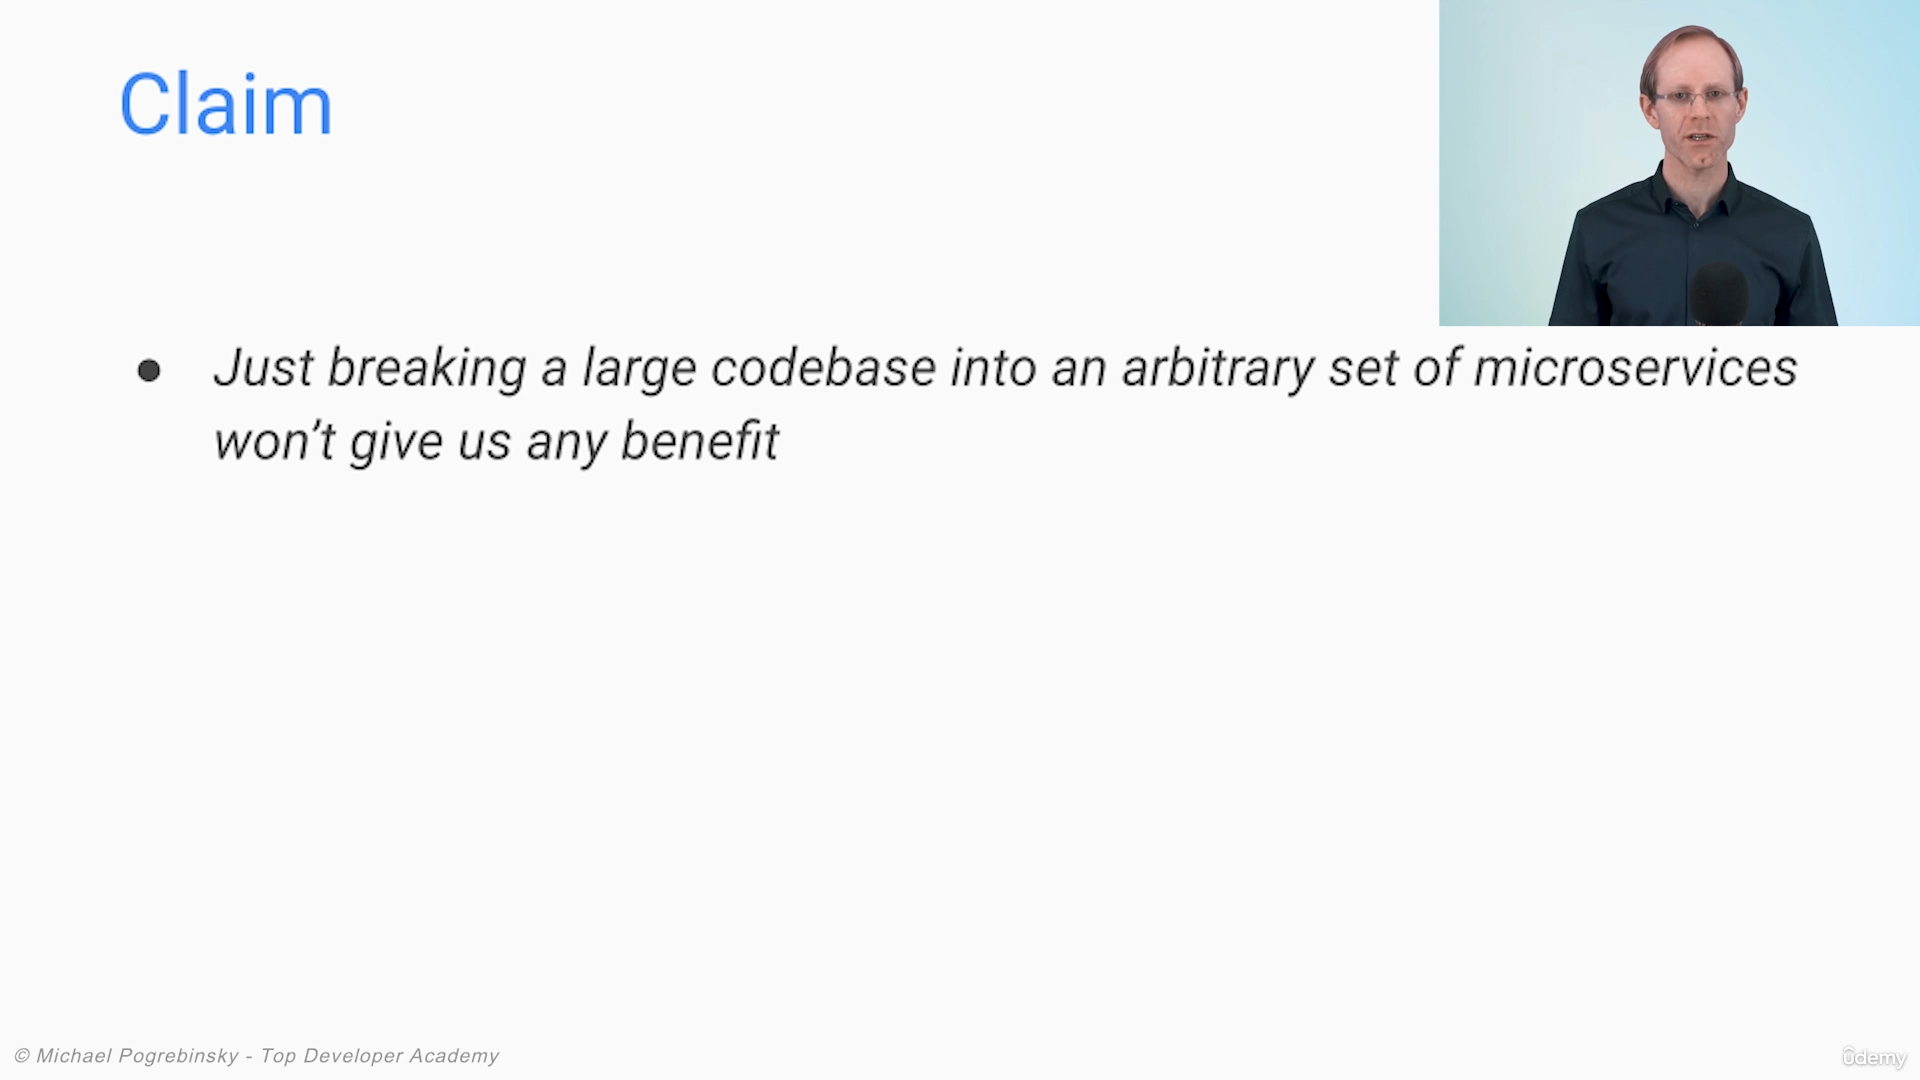 Claim
● Just breaking a large codebase into an arbitrary set of microservices
won’t give us any benefit
© Michael Pogrebinsky - Top Developer Academy
ûdemy